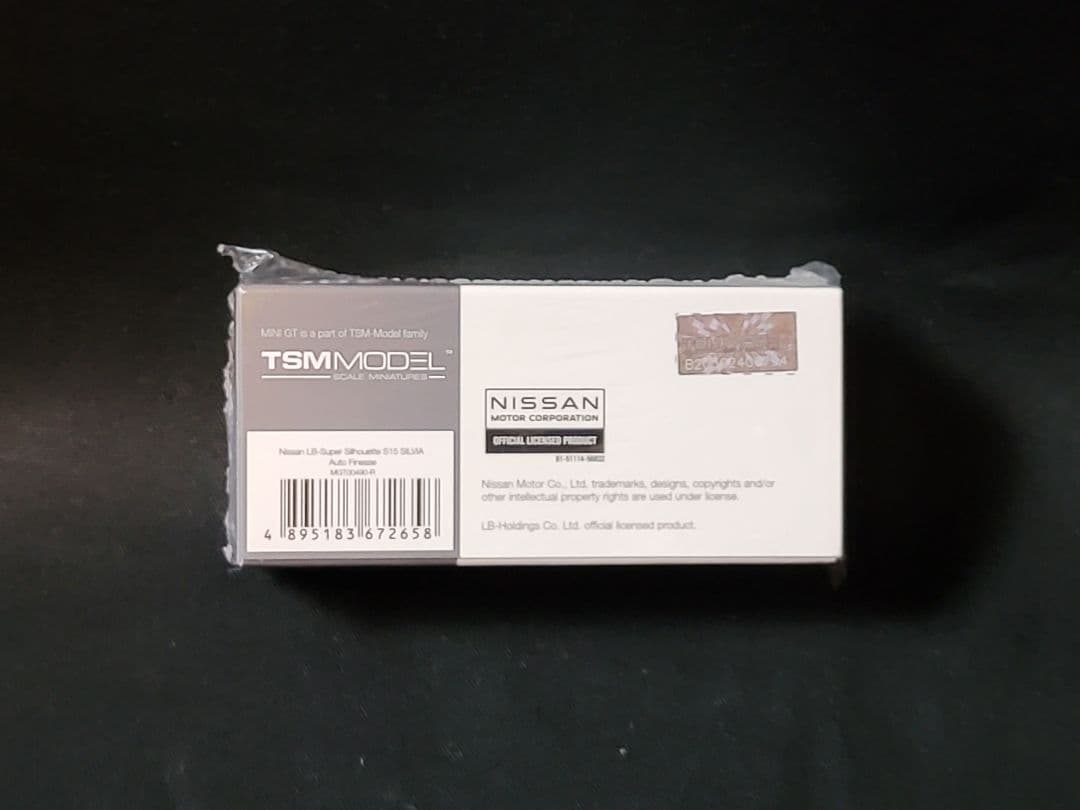 MINI GT is a part of TSM-Model family
TSMMODEL™
SCALE MINIATURES
Nissan LB-Super Silhouette S15 SILVIA
Auto Finesse
MGT00490-R
4 895183 672658
NISSAN
MOTOR CORPORATION
OFFICIAL LICENSED PRODUCT
Nissan Motor Co., Ltd. trademarks, designs, copyrights and/or
other intellectual property rights are used under license.
LB-Holdings Co. Ltd. official licensed product.